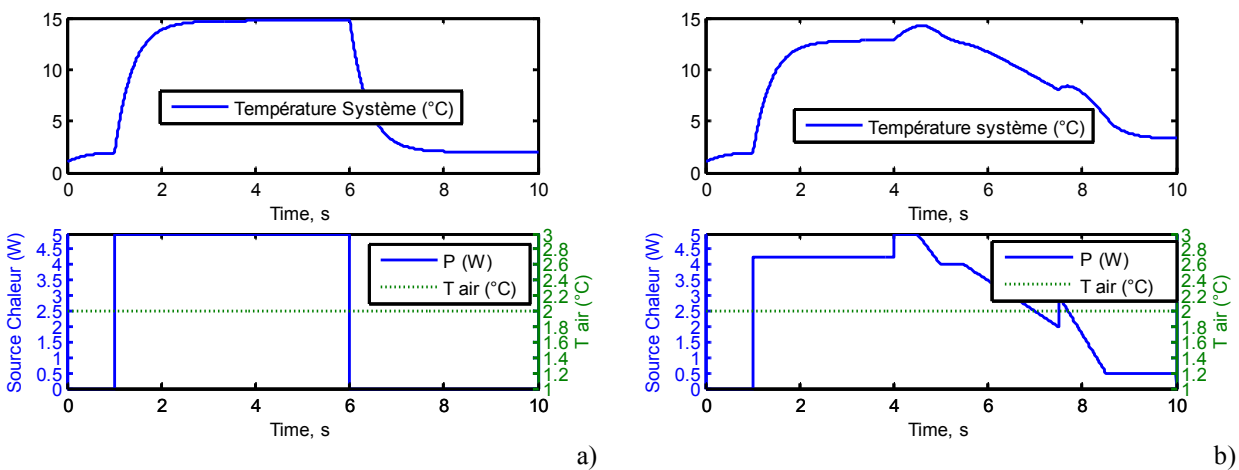 15
10
5
0
Température Système (°C)
0 2 4 6 8 10
Time, s
Source Chaleur (W)
4.5
4
3.5
3
2.5
2
1.5
1
0.5
0
P (W)
T air (°C)
3
2.8
2.6
2.4
2.2
2
1.8
1.6
1.4
1.2
1
T air (°C)
0 2 4 6 8 10
Time, s
a)
15
10
5
0
Température système (°C)
0 2 4 6 8 10
Time, s
Source Chaleur (W)
5
4.5
4
3.5
3
2.5
2
1.5
1
0.5
0
P (W)
T air (°C)
3
2.8
2.6
2.4
2.2
2
1.8
1.6
1.4
1.2
1
T air (°C)
0 2 4 6 8 10
Time, s
b)